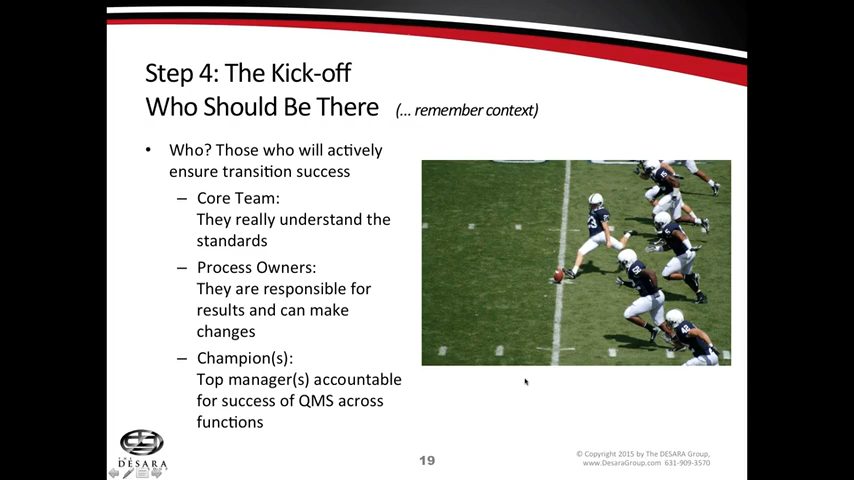 Step 4: The Kick-off
Who Should Be There (... remember context)
• Who? Those who will actively
ensure transition success
– Core Team:
They really understand the
standards
– Process Owners:
They are responsible for
results and can make
changes
– Champion(s):
Top manager(s) accountable
for success of QMS across
functions
THE
DESARA
19
© Copyright 2015 by The DESARA Group,
www.DesaraGroup.com 631-909-3570